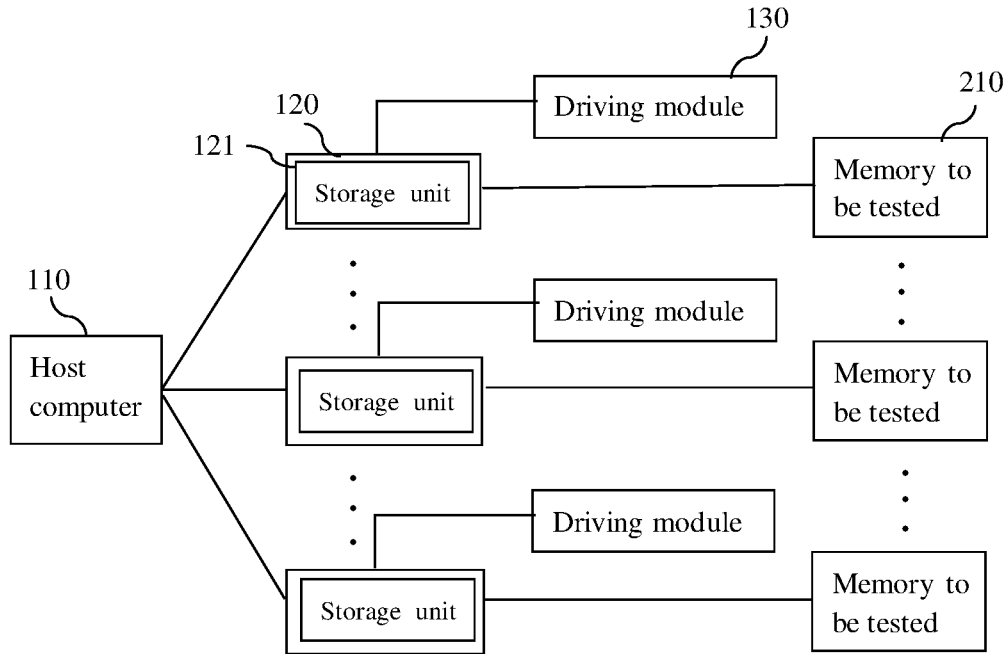 130
Driving module
120
210
121
Storage unit
Memory to
be tested
110
Driving module
Host
computer
Storage unit
Memory to
be tested
Driving module
Storage unit
Memory to
be tested